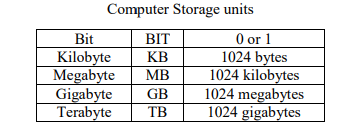 Computer Storage units
Bit BIT 0 or 1
Kilobyte KB 1024 bytes
Megabyte MB 1024 kilobytes
Gigabyte GB 1024 megabytes
Terabyte TB 1024 gigabytes